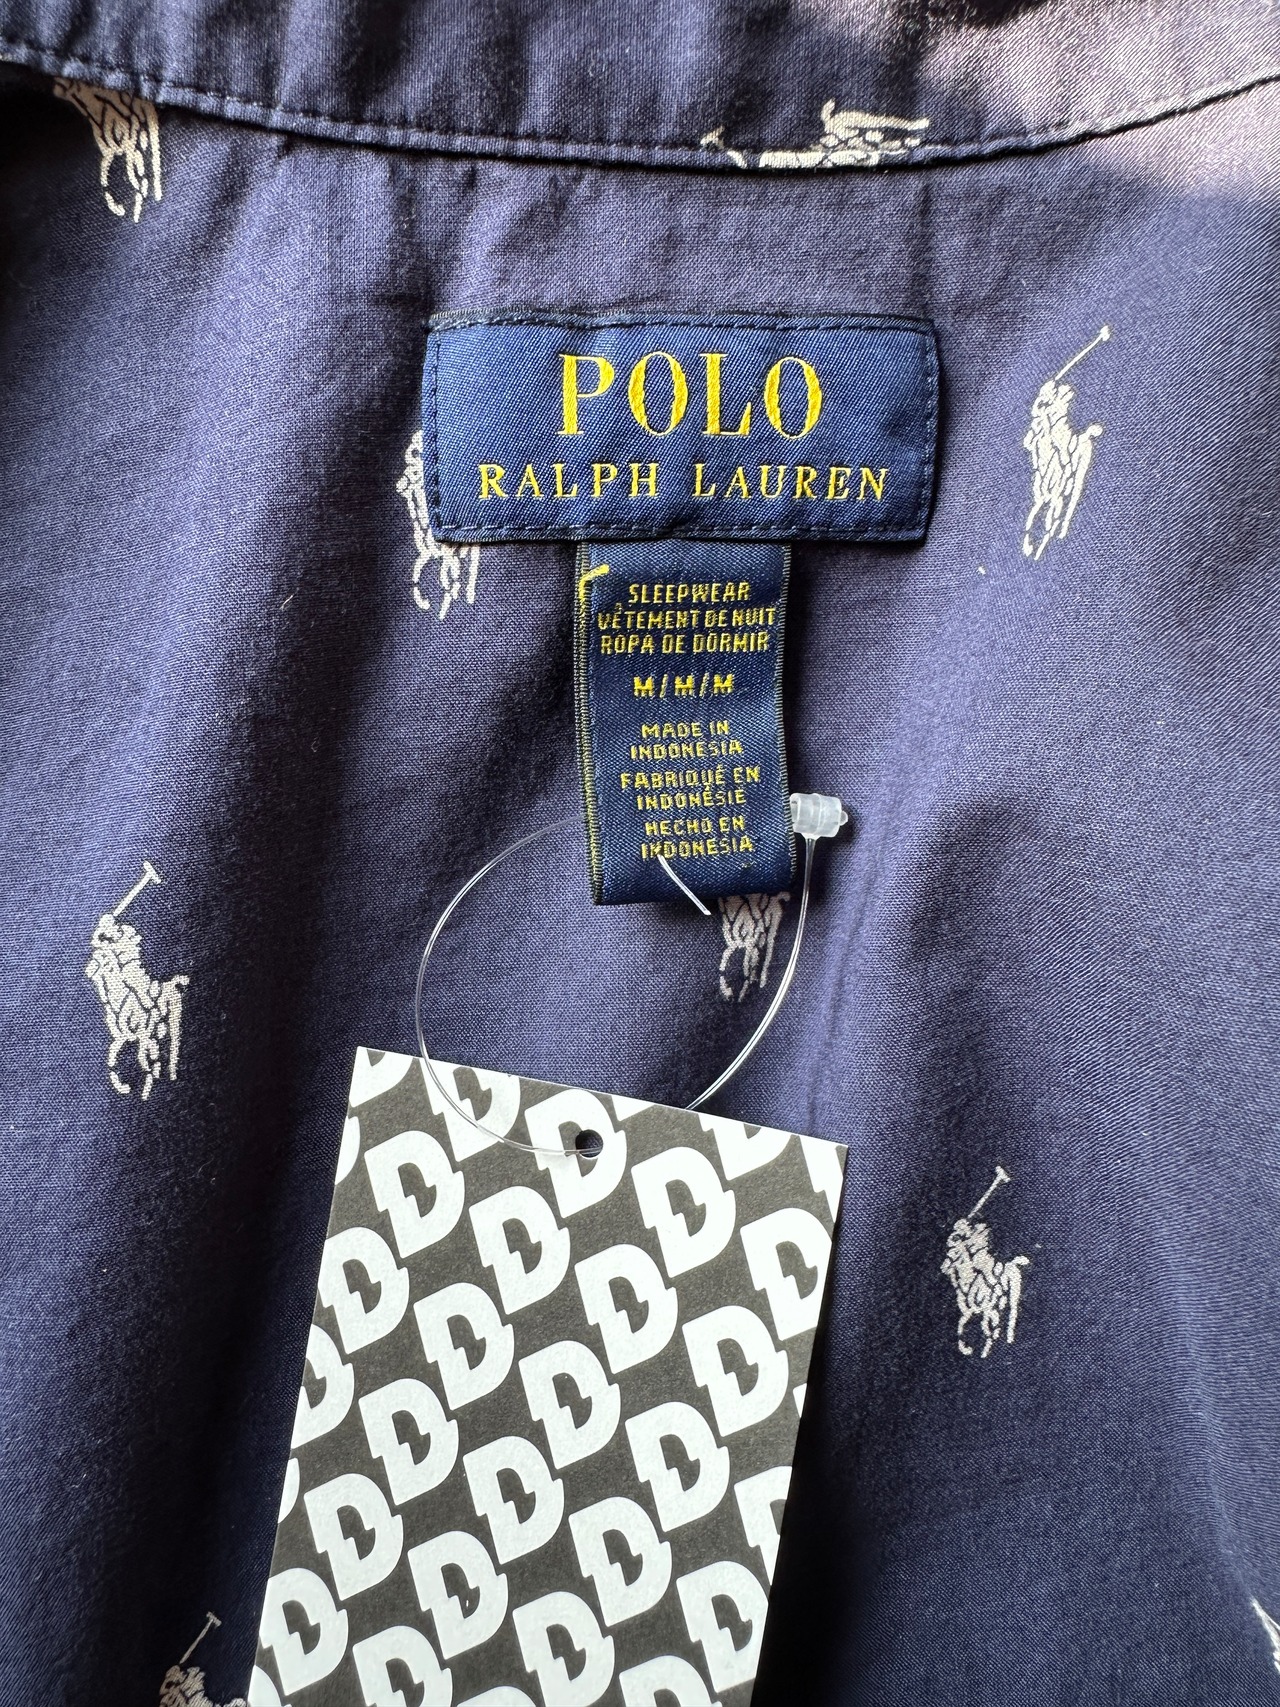 POLO
RALPH LAUREN
SLEEPWEAR
VÊTEMENT DE NUIT
ROPA DE DORMIR
M/M/M
MADE IN
INDONESIA
FABRIQUÉ EN
INDONÉSIE
HECHO EN
INDONESIA